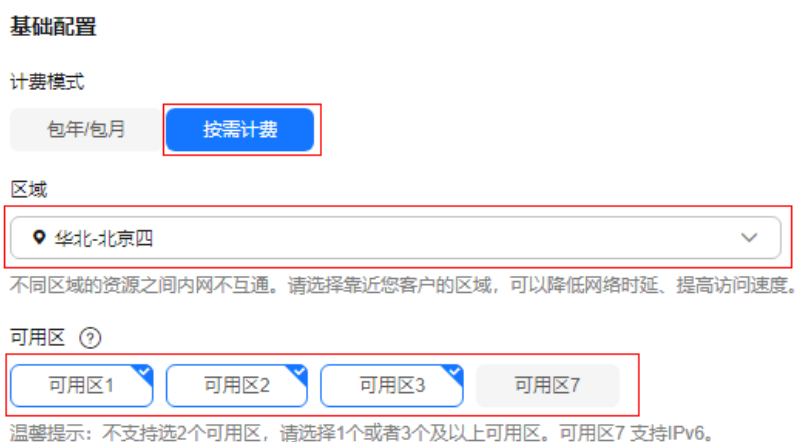 基础配置
计费模式
包年/包月 按需计费
区域
华北-北京四
不同区域的资源之间内网不互通。请选择靠近您客户的区域，可以降低网络时延、提高访问速度。
可用区 ?
可用区1 可用区2 可用区3 可用区7
温馨提示：不支持选2个可用区，请选择1个或者3个及以上可用区。可用区7 支持IPv6。